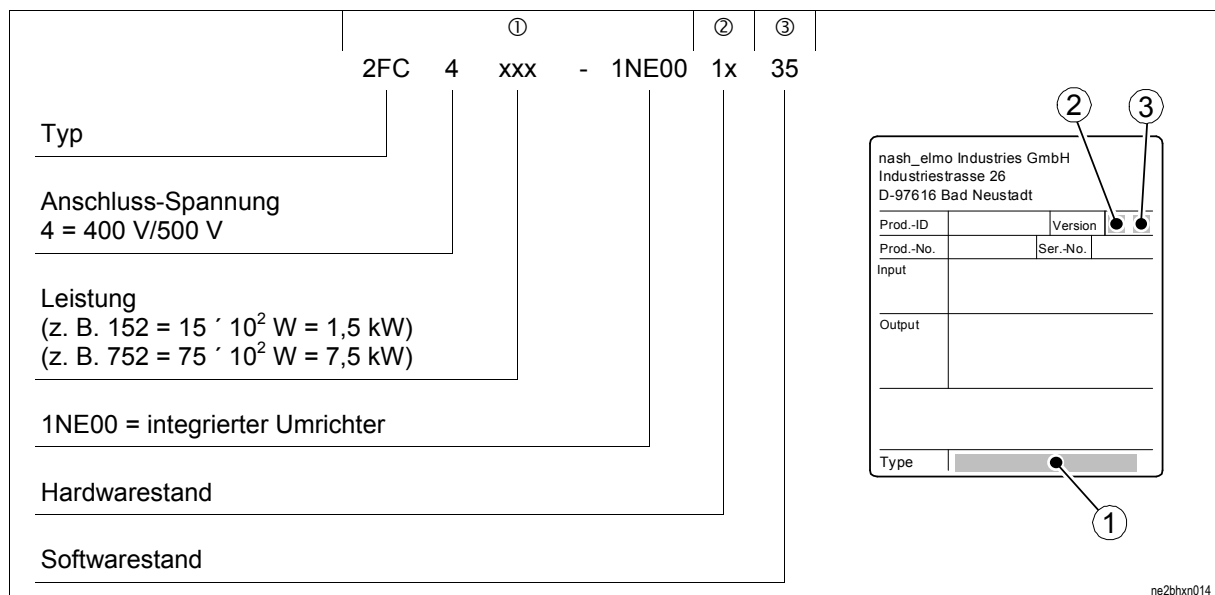 ① ② ③
2FC 4 xxx - 1NE00 1x 35
Typ
Anschluss-Spannung
4 = 400 V/500 V
Leistung
(z. B. 152 = 15 ´ 10² W = 1,5 kW)
(z. B. 752 = 75 ´ 10² W = 7,5 kW)
1NE00 = integrierter Umrichter
Hardwarestand
Softwarestand
2 3
nash_elmo Industries GmbH
Industriestrasse 26
D-97616 Bad Neustadt
Prod.-ID Version
Prod.-No. Ser.-No.
Input
Output
Type
1
ne2bhxn014